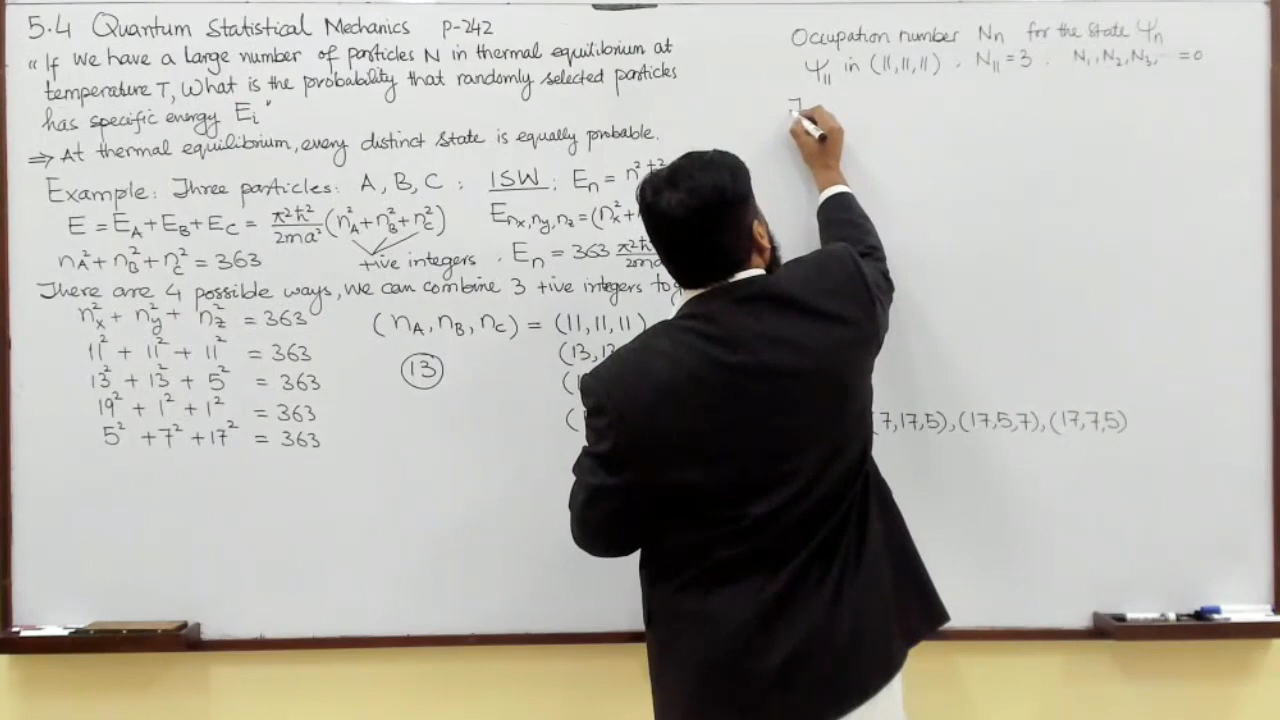 5.4 Quantum Statistical Mechanics P-242
"If we have a large number of particles N in thermal equilibrium at
temperature T, What is the probability that randomly selected particles
has specific energy Ei"
⇒ At thermal equilibrium, every distinct state is equally probable.
Example: Three particles: A, B, C : ISW : En = n²π²
E = EA + EB + EC = π²ħ²/2ma² (nA² + nB² + nC²) Enx,ny,nz = (nx² +
+ive integers
nA² + nB² + nC² = 363 . En = 363 π²ħ²/2ma
There are 4 possible ways, we can combine 3 +ive integers to
nx² + ny² + nz² = 363 (nA, nB, nC) = (11,11,11)
11² + 11² + 11² = 363 (13,13
13² + 13² + 5² = 363 (13)
19² + 1² + 1² = 363
5² + 7² + 17² = 363 (7,17,5), (17,5,7), (17,7,5)
Occupation number Nn for the state Ψn
Ψ11 in (11,11,11) . N11 = 3 . N1, N2, N3, ... = 0